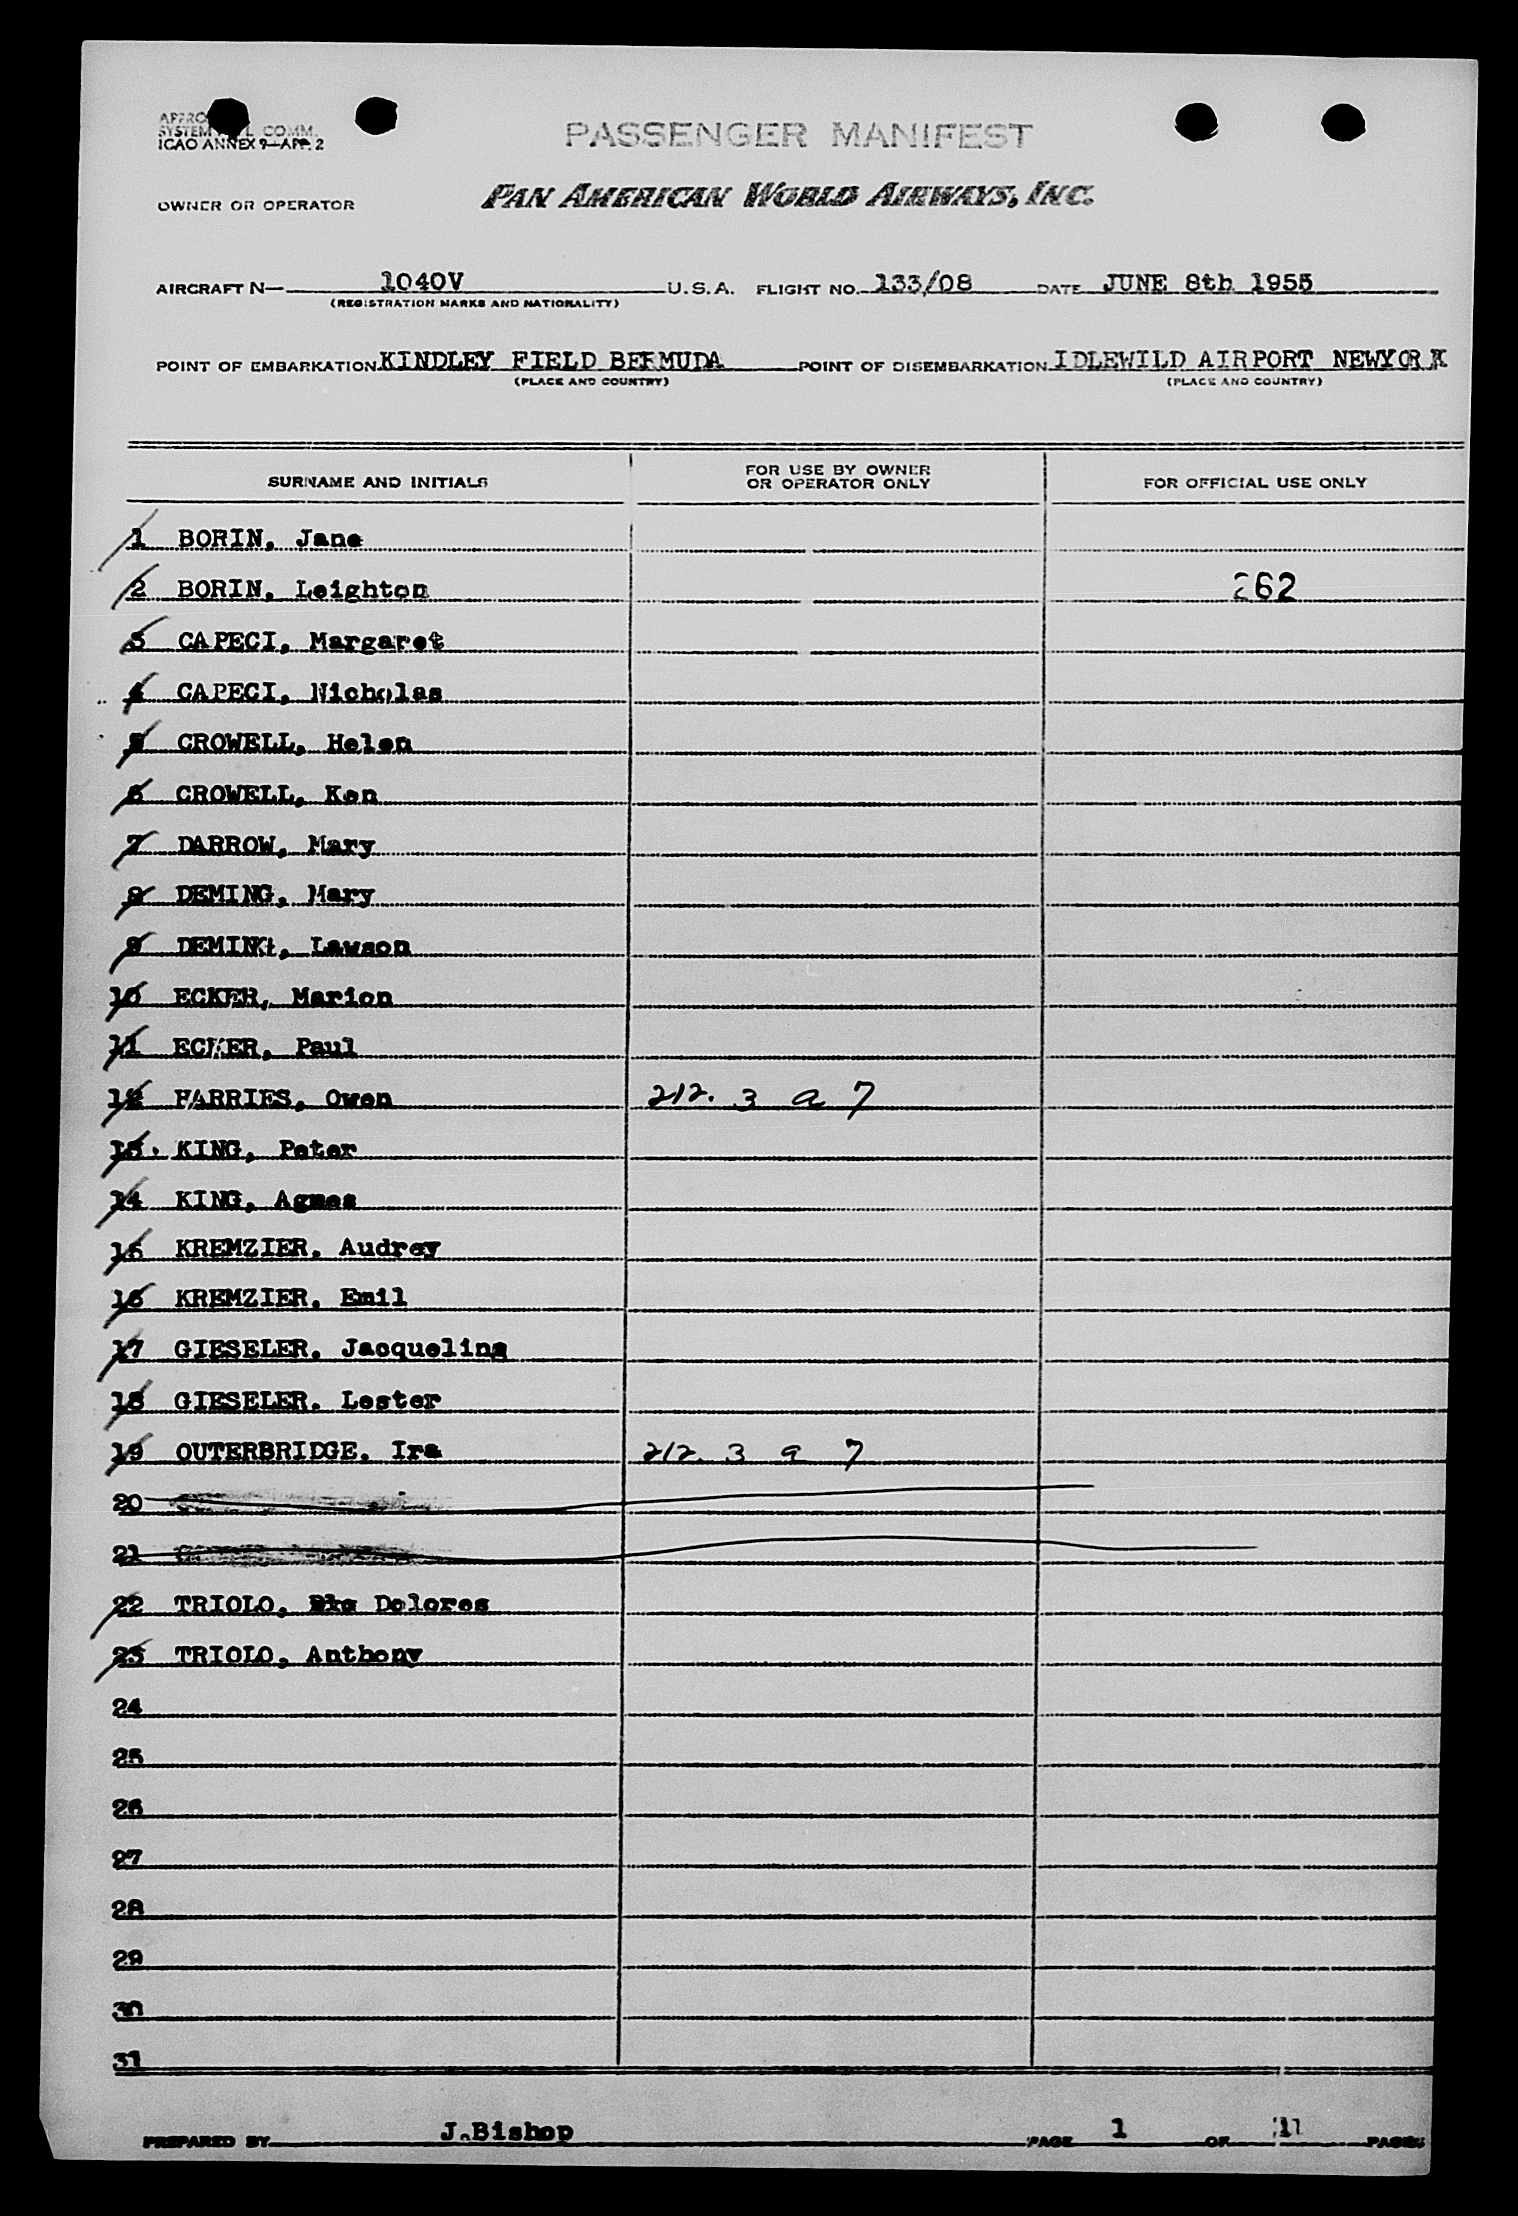 SYSTEM COMM.
ICAO ANNEX 9-APP. 2
PASSENGER MANIFEST
OWNER OR OPERATOR PAN AMERICAN WORLD AIRWAYS, INC.
AIRCRAFT N- 1040V U.S.A. FLIGHT NO. 133/08 DATE JUNE 8th 1955
(REGISTRATION MARKS AND NATIONALITY)
POINT OF EMBARKATION KINDLEY FIELD BERMUDA POINT OF DISEMBARKATION IDLEWILD AIRPORT NEWYORK
(PLACE AND COUNTRY) (PLACE AND COUNTRY)
SURNAME AND INITIALS FOR USE BY OWNER OR OPERATOR ONLY FOR OFFICIAL USE ONLY
1 BORIN, Jane
2 BORIN, Leighton 262
3 CAPECI, Margaret
4 CAPECI, Nicholas
5 CROWELL, Helen
6 CROWELL, Ken
7 DARROW, Mary
8 DEMING, Mary
9 DEMING, Lawson
10 ECKER, Marion
11 ECKER, Paul
12 FARRIES, Owen 212. 3 a 7
13. KING, Peter
14 KING, Agnes
15 KREMZIER. Audrey
16 KREMZIER. Emil
17 GIESELER. Jacqueline
18 GIESELER. Lester
19 OUTERBRIDGE. Ira 212. 3 a 7
20
21
22 TRIOLO, Dolores
23 TRIOLO, Anthony
24
25
26
27
28
29
30
31
PREPARED BY J.Bishop PAGE 1 OF PAGES